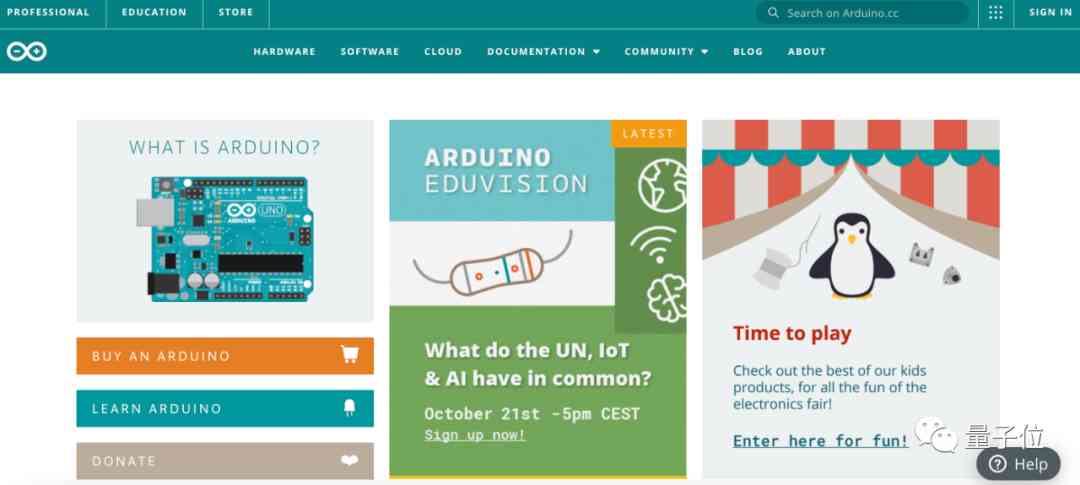 PROFESSIONAL
EDUCATION
STORE
Search on Arduino.cc
SIGN IN
HARDWARE
SOFTWARE
CLOUD
DOCUMENTATION
COMMUNITY
BLOG
ABOUT
WHAT IS ARDUINO?
ARDUINO
UNO
BUY AN ARDUINO
LEARN ARDUINO
DONATE
LATEST
ARDUINO
EDUVISION
What do the UN, IoT
& AI have in common?
October 21st -5pm CEST
Sign up now!
Time to play
Check out the best of our kids
products, for all the fun of the
electronics fair!
Enter here for fun!
量子位
Help